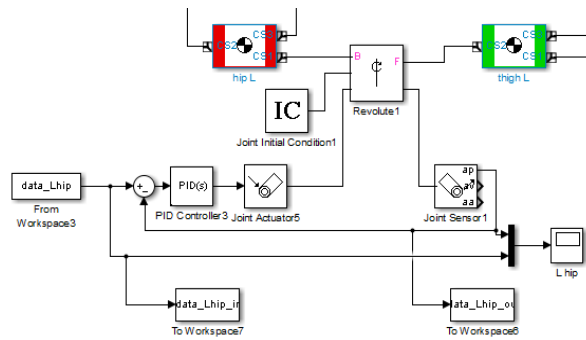 CS2
CS3
CS1
hip L
B
F
Revolute1
CS2
CS3
CS1
thigh L
IC
Joint Initial Condition1
data_Lhip
From
Workspace3
+
-
PID(s)
PID Controller3
Joint Actuator5
ap
av
aa
Joint Sensor1
L hip
data_Lhip_in
To Workspace7
data_Lhip_ou
To Workspace6